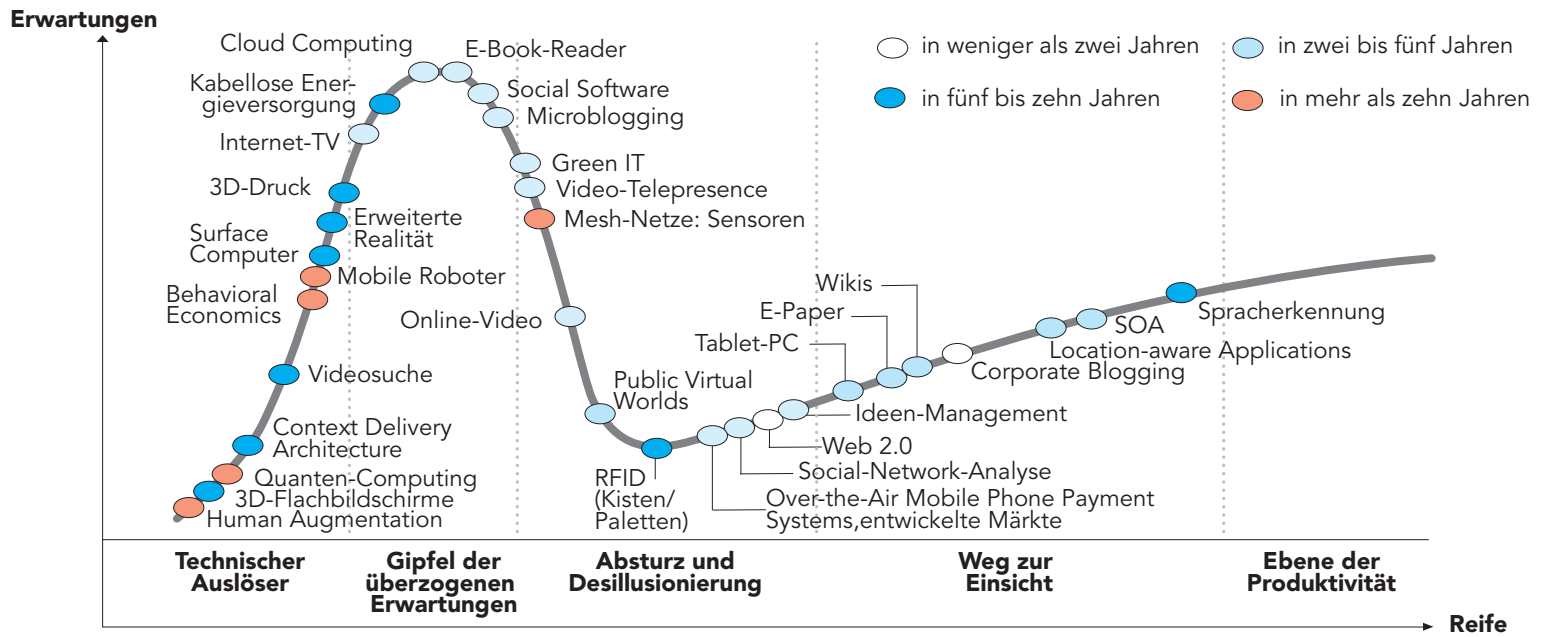 Erwartungen
in weniger als zwei Jahren
in zwei bis fünf Jahren
in fünf bis zehn Jahren
in mehr als zehn Jahren
Cloud Computing
E-Book-Reader
Kabellose Ener-
gieversorgung
Social Software
Microblogging
Internet-TV
Green IT
3D-Druck
Video-Telepresence
Erweiterte
Realität
Mesh-Netze: Sensoren
Surface
Computer
Mobile Roboter
Behavioral
Economics
Online-Video
Wikis
E-Paper
Tablet-PC
Spracherkennung
SOA
Location-aware Applications
Corporate Blogging
Videosuche
Public Virtual
Worlds
Ideen-Management
Context Delivery
Architecture
Web 2.0
Social-Network-Analyse
Quanten-Computing
3D-Flachbildschirme
Human Augmentation
RFID
(Kisten/
Paletten)
Over-the-Air Mobile Phone Payment
Systems,entwickelte Märkte
Technischer
Auslöser
Gipfel der
überzogenen
Erwartungen
Absturz und
Desillusionierung
Weg zur
Einsicht
Ebene der
Produktivität
Reife